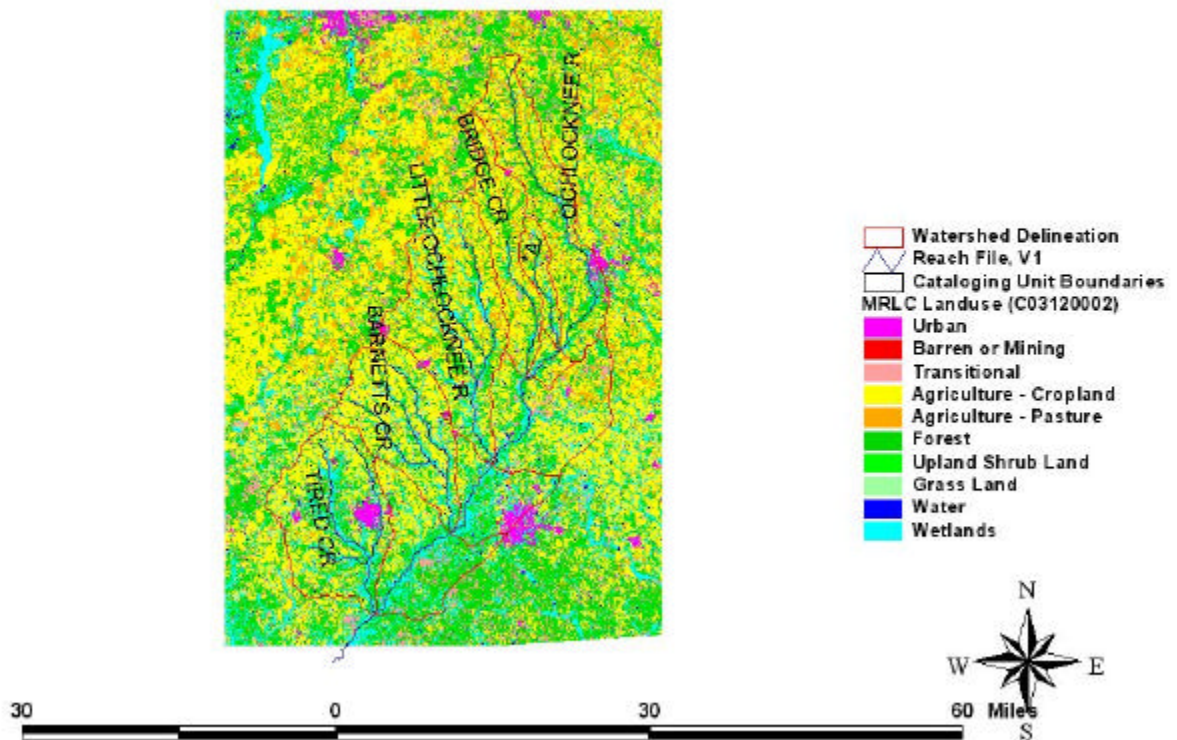 OCHLOCKNEE R
BRIDGE CR
LITTLE OCHLOCKNEE R
BARNETTS CR
TIRED CR
Watershed Delineation
Reach File, V1
Cataloging Unit Boundaries
MRLC Landuse (C03120002)
Urban
Barren or Mining
Transitional
Agriculture - Cropland
Agriculture - Pasture
Forest
Upland Shrub Land
Grass Land
Water
Wetlands
N
W E
S
30 0 30 60 Miles